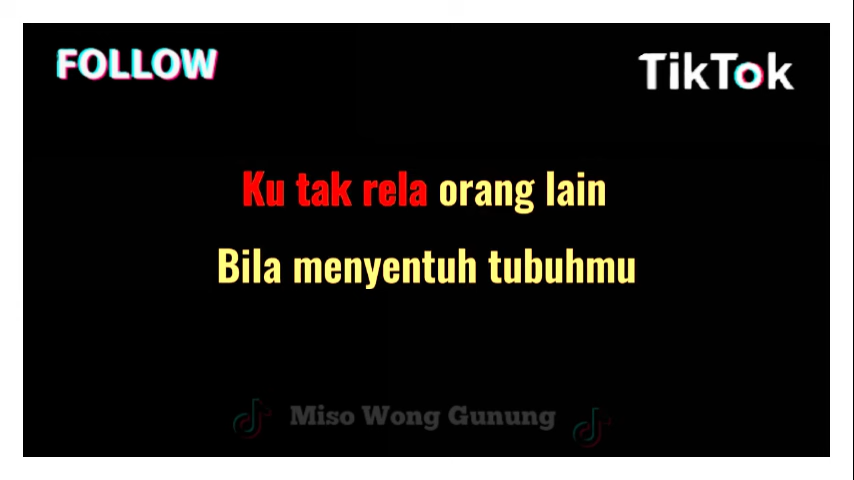 FOLLOW
TikTok
Ku tak rela orang lain
Bila menyentuh tubuhmu
Miso Wong Gunung